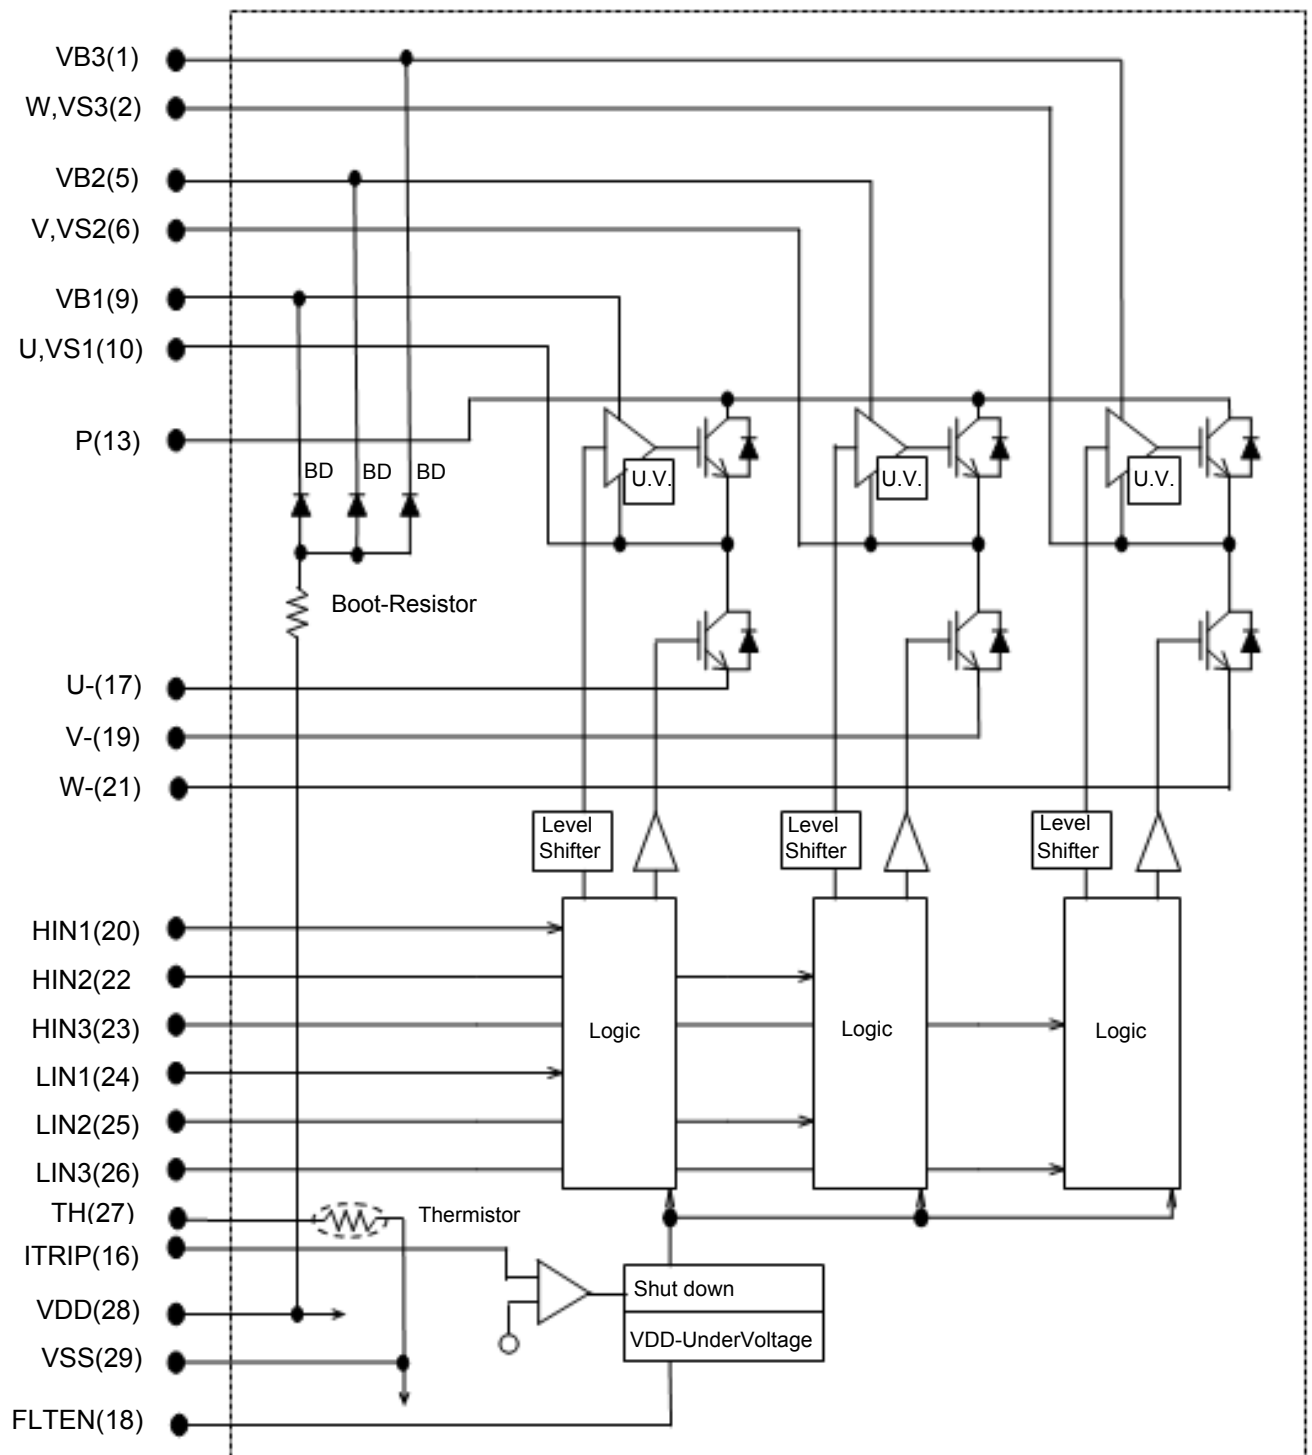 VB3(1)
W,VS3(2)
VB2(5)
V,VS2(6)
VB1(9)
U,VS1(10)
P(13)
BD BD BD
U.V. U.V. U.V.
Boot-Resistor
U-(17)
V-(19)
W-(21)
Level
Shifter
Level
Shifter
Level
Shifter
HIN1(20)
HIN2(22
HIN3(23)
Logic Logic Logic
LIN1(24)
LIN2(25)
LIN3(26)
TH(27)
Thermistor
ITRIP(16)
Shut down
VDD(28)
VDD-UnderVoltage
VSS(29)
FLTEN(18)